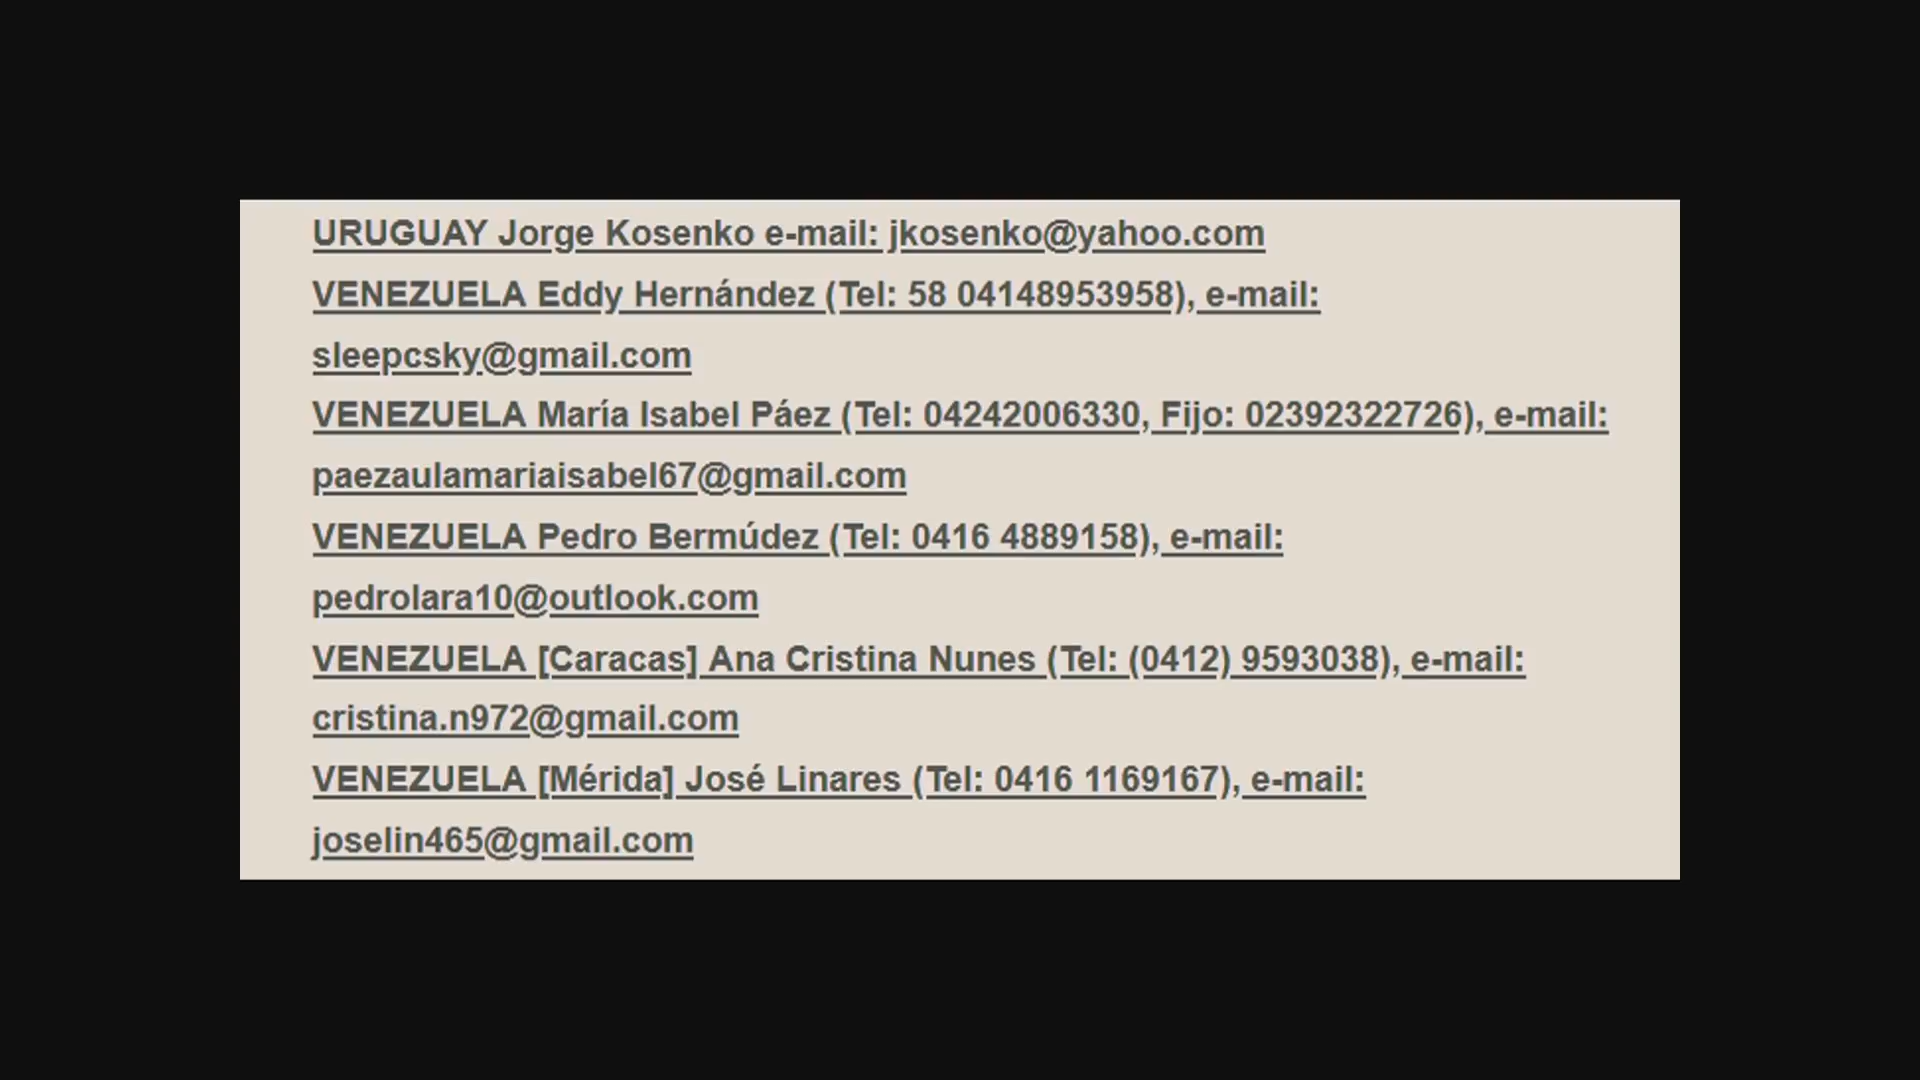 URUGUAY Jorge Kosenko e-mail: jkosenko@yahoo.com
VENEZUELA Eddy Hernández (Tel: 58 04148953958), e-mail:
sleepcsky@gmail.com
VENEZUELA María Isabel Páez (Tel: 04242006330, Fijo: 02392322726), e-mail:
paezaulamariaisabel67@gmail.com
VENEZUELA Pedro Bermúdez (Tel: 0416 4889158), e-mail:
pedrolara10@outlook.com
VENEZUELA [Caracas] Ana Cristina Nunes (Tel: (0412) 9593038), e-mail:
cristina.n972@gmail.com
VENEZUELA [Mérida] José Linares (Tel: 0416 1169167), e-mail:
joselin465@gmail.com